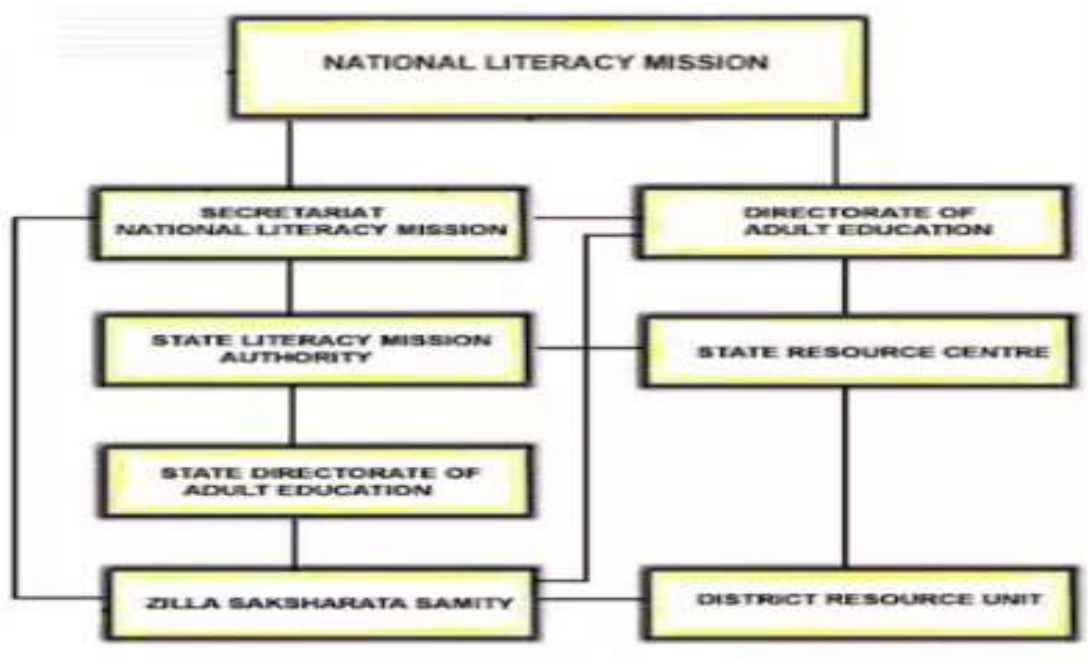 NATIONAL LITERACY MISSION
SECRETARIAT
NATIONAL LITERACY MISSION
DIRECTORATE OF
ADULT EDUCATION
STATE LITERACY MISSION
AUTHORITY
STATE RESOURCE CENTRE
STATE DIRECTORATE OF
ADULT EDUCATION
ZILLA SAKSHARATA SAMITY
DISTRICT RESOURCE UNIT